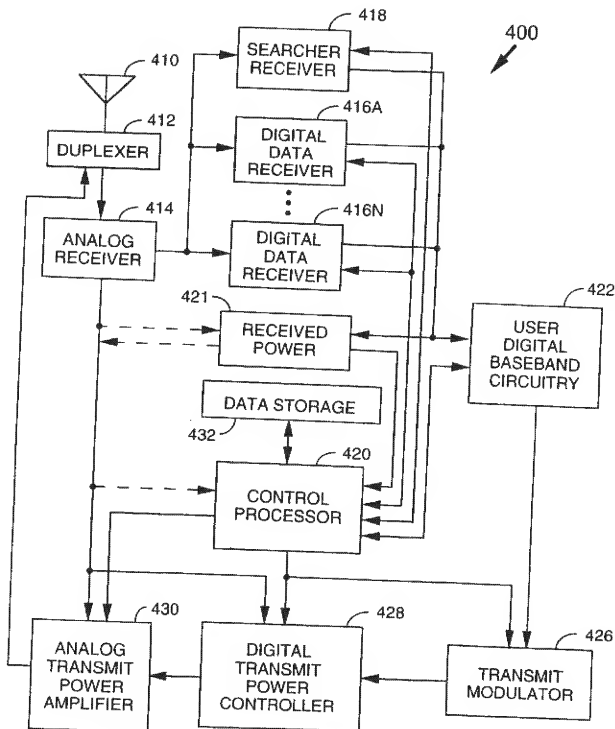 418
400
SEARCHER
RECEIVER
410
412
416A
DUPLEXER
DIGITAL
DATA
RECEIVER
414
416N
ANALOG
RECEIVER
DIGITAL
DATA
RECEIVER
421
422
RECEIVED
POWER
USER
DIGITAL
BASEBAND
CIRCUITRY
DATA STORAGE
432
420
CONTROL
PROCESSOR
430
428
426
ANALOG
TRANSMIT
POWER
AMPLIFIER
DIGITAL
TRANSMIT
POWER
CONTROLLER
TRANSMIT
MODULATOR